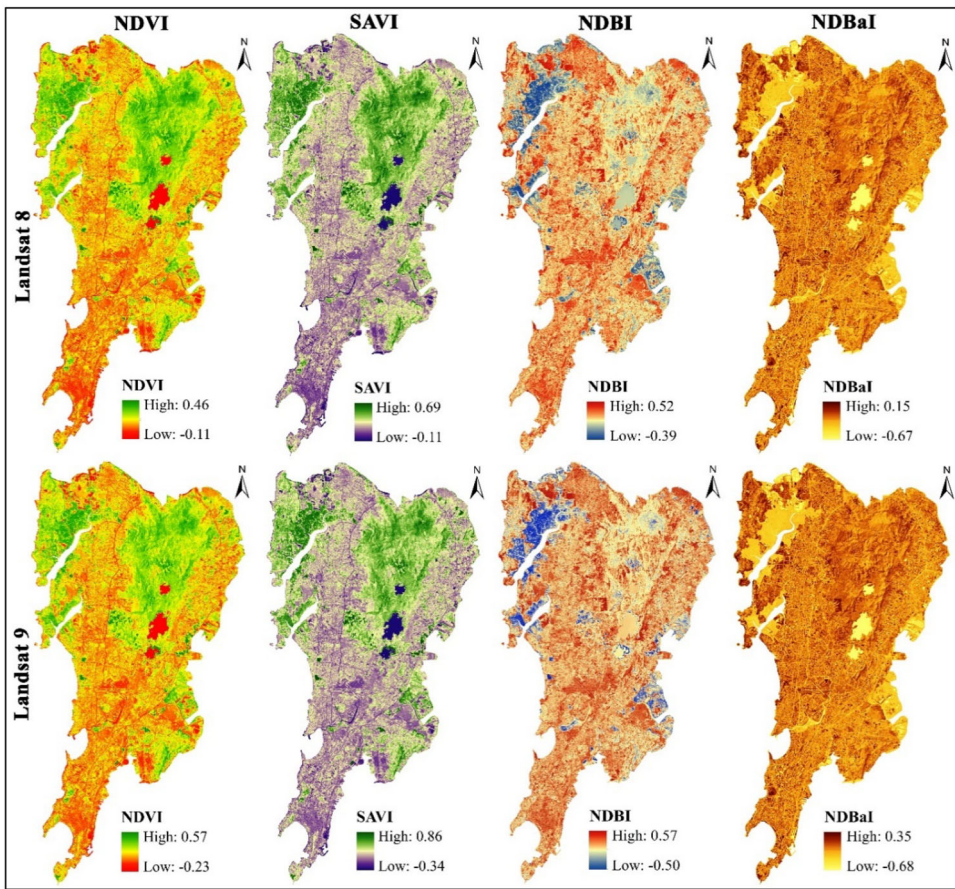 NDVI SAVI NDBI NDBaI
N N N N
Landsat 8
NDVI
High: 0.46
Low: -0.11
SAVI
High: 0.69
Low: -0.11
NDBI
High: 0.52
Low: -0.39
NDBaI
High: 0.15
Low: -0.67
N N N N
Landsat 9
NDVI
High: 0.57
Low: -0.23
SAVI
High: 0.86
Low: -0.34
NDBI
High: 0.57
Low: -0.50
NDBaI
High: 0.35
Low: -0.68